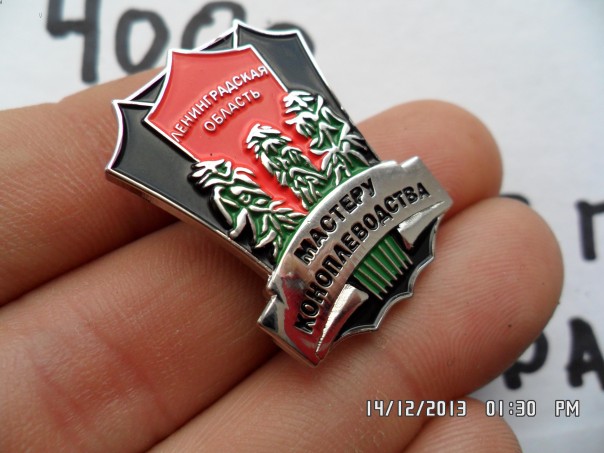 ЛЕНИНГРАДСКАЯ
ОБЛАСТЬ
МАСТЕРУ
КОНОПЛЕВОДСТВА
14/12/2013 01:30 PM